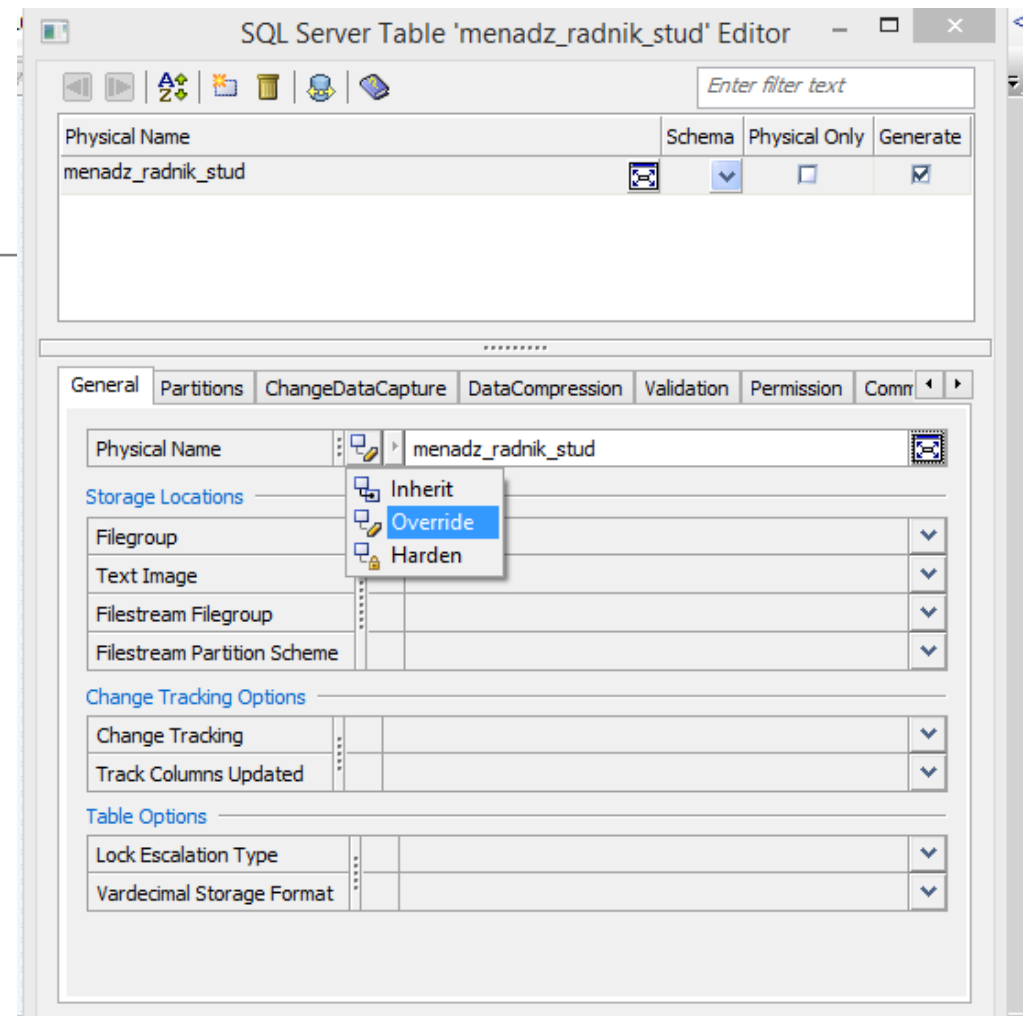 SQL Server Table 'menadz_radnik_stud' Editor
Enter filter text
Physical Name Schema Physical Only Generate
menadz_radnik_stud
General Partitions ChangeDataCapture DataCompression Validation Permission Comm
Physical Name menadz_radnik_stud
Inherit
Storage Locations
Override
Filegroup
Harden
Text Image
Filestream Filegroup
Filestream Partition Scheme
Change Tracking Options
Change Tracking
Track Columns Updated
Table Options
Lock Escalation Type
Vardecimal Storage Format